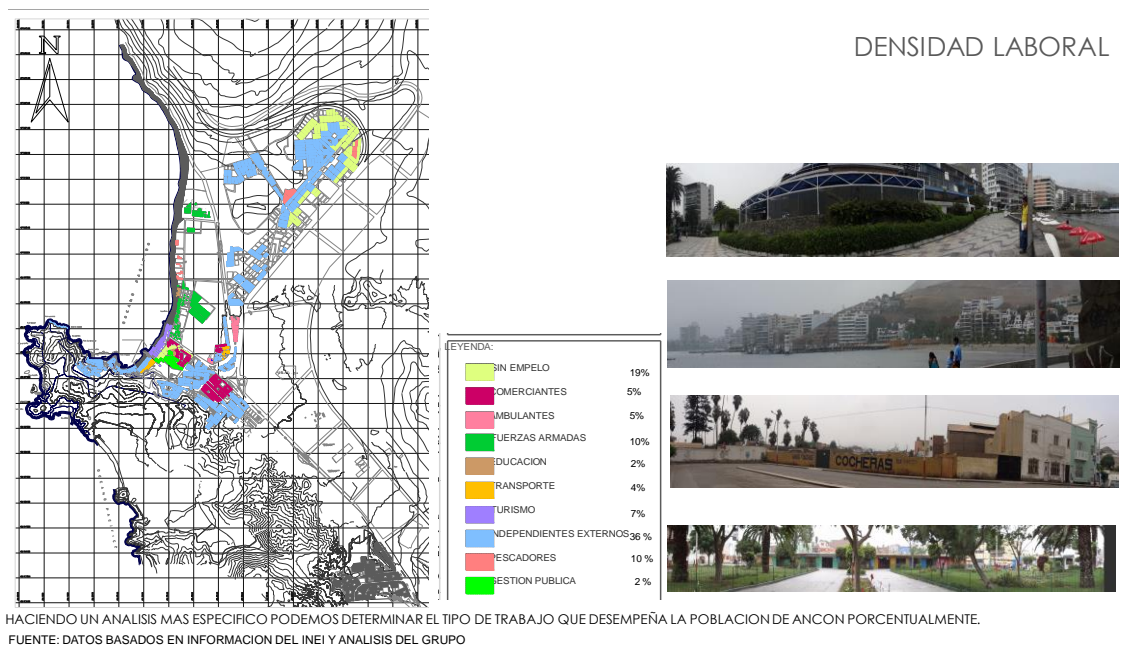 DENSIDAD LABORAL
N
LEYENDA:
SIN EMPELO 19%
COMERCIANTES 5%
AMBULANTES 5%
FUERZAS ARMADAS 10%
EDUCACION 2%
TRANSPORTE 4%
TURISMO 7%
INDEPENDIENTES EXTERNOS 36 %
PESCADORES 10 %
GESTION PUBLICA 2 %
COCHERAS
HACIENDO UN ANALISIS MAS ESPECIFICO PODEMOS DETERMINAR EL TIPO DE TRABAJO QUE DESEMPEÑA LA POBLACION DE ANCON PORCENTUALMENTE.
FUENTE: DATOS BASADOS EN INFORMACION DEL INEI Y ANALISIS DEL GRUPO